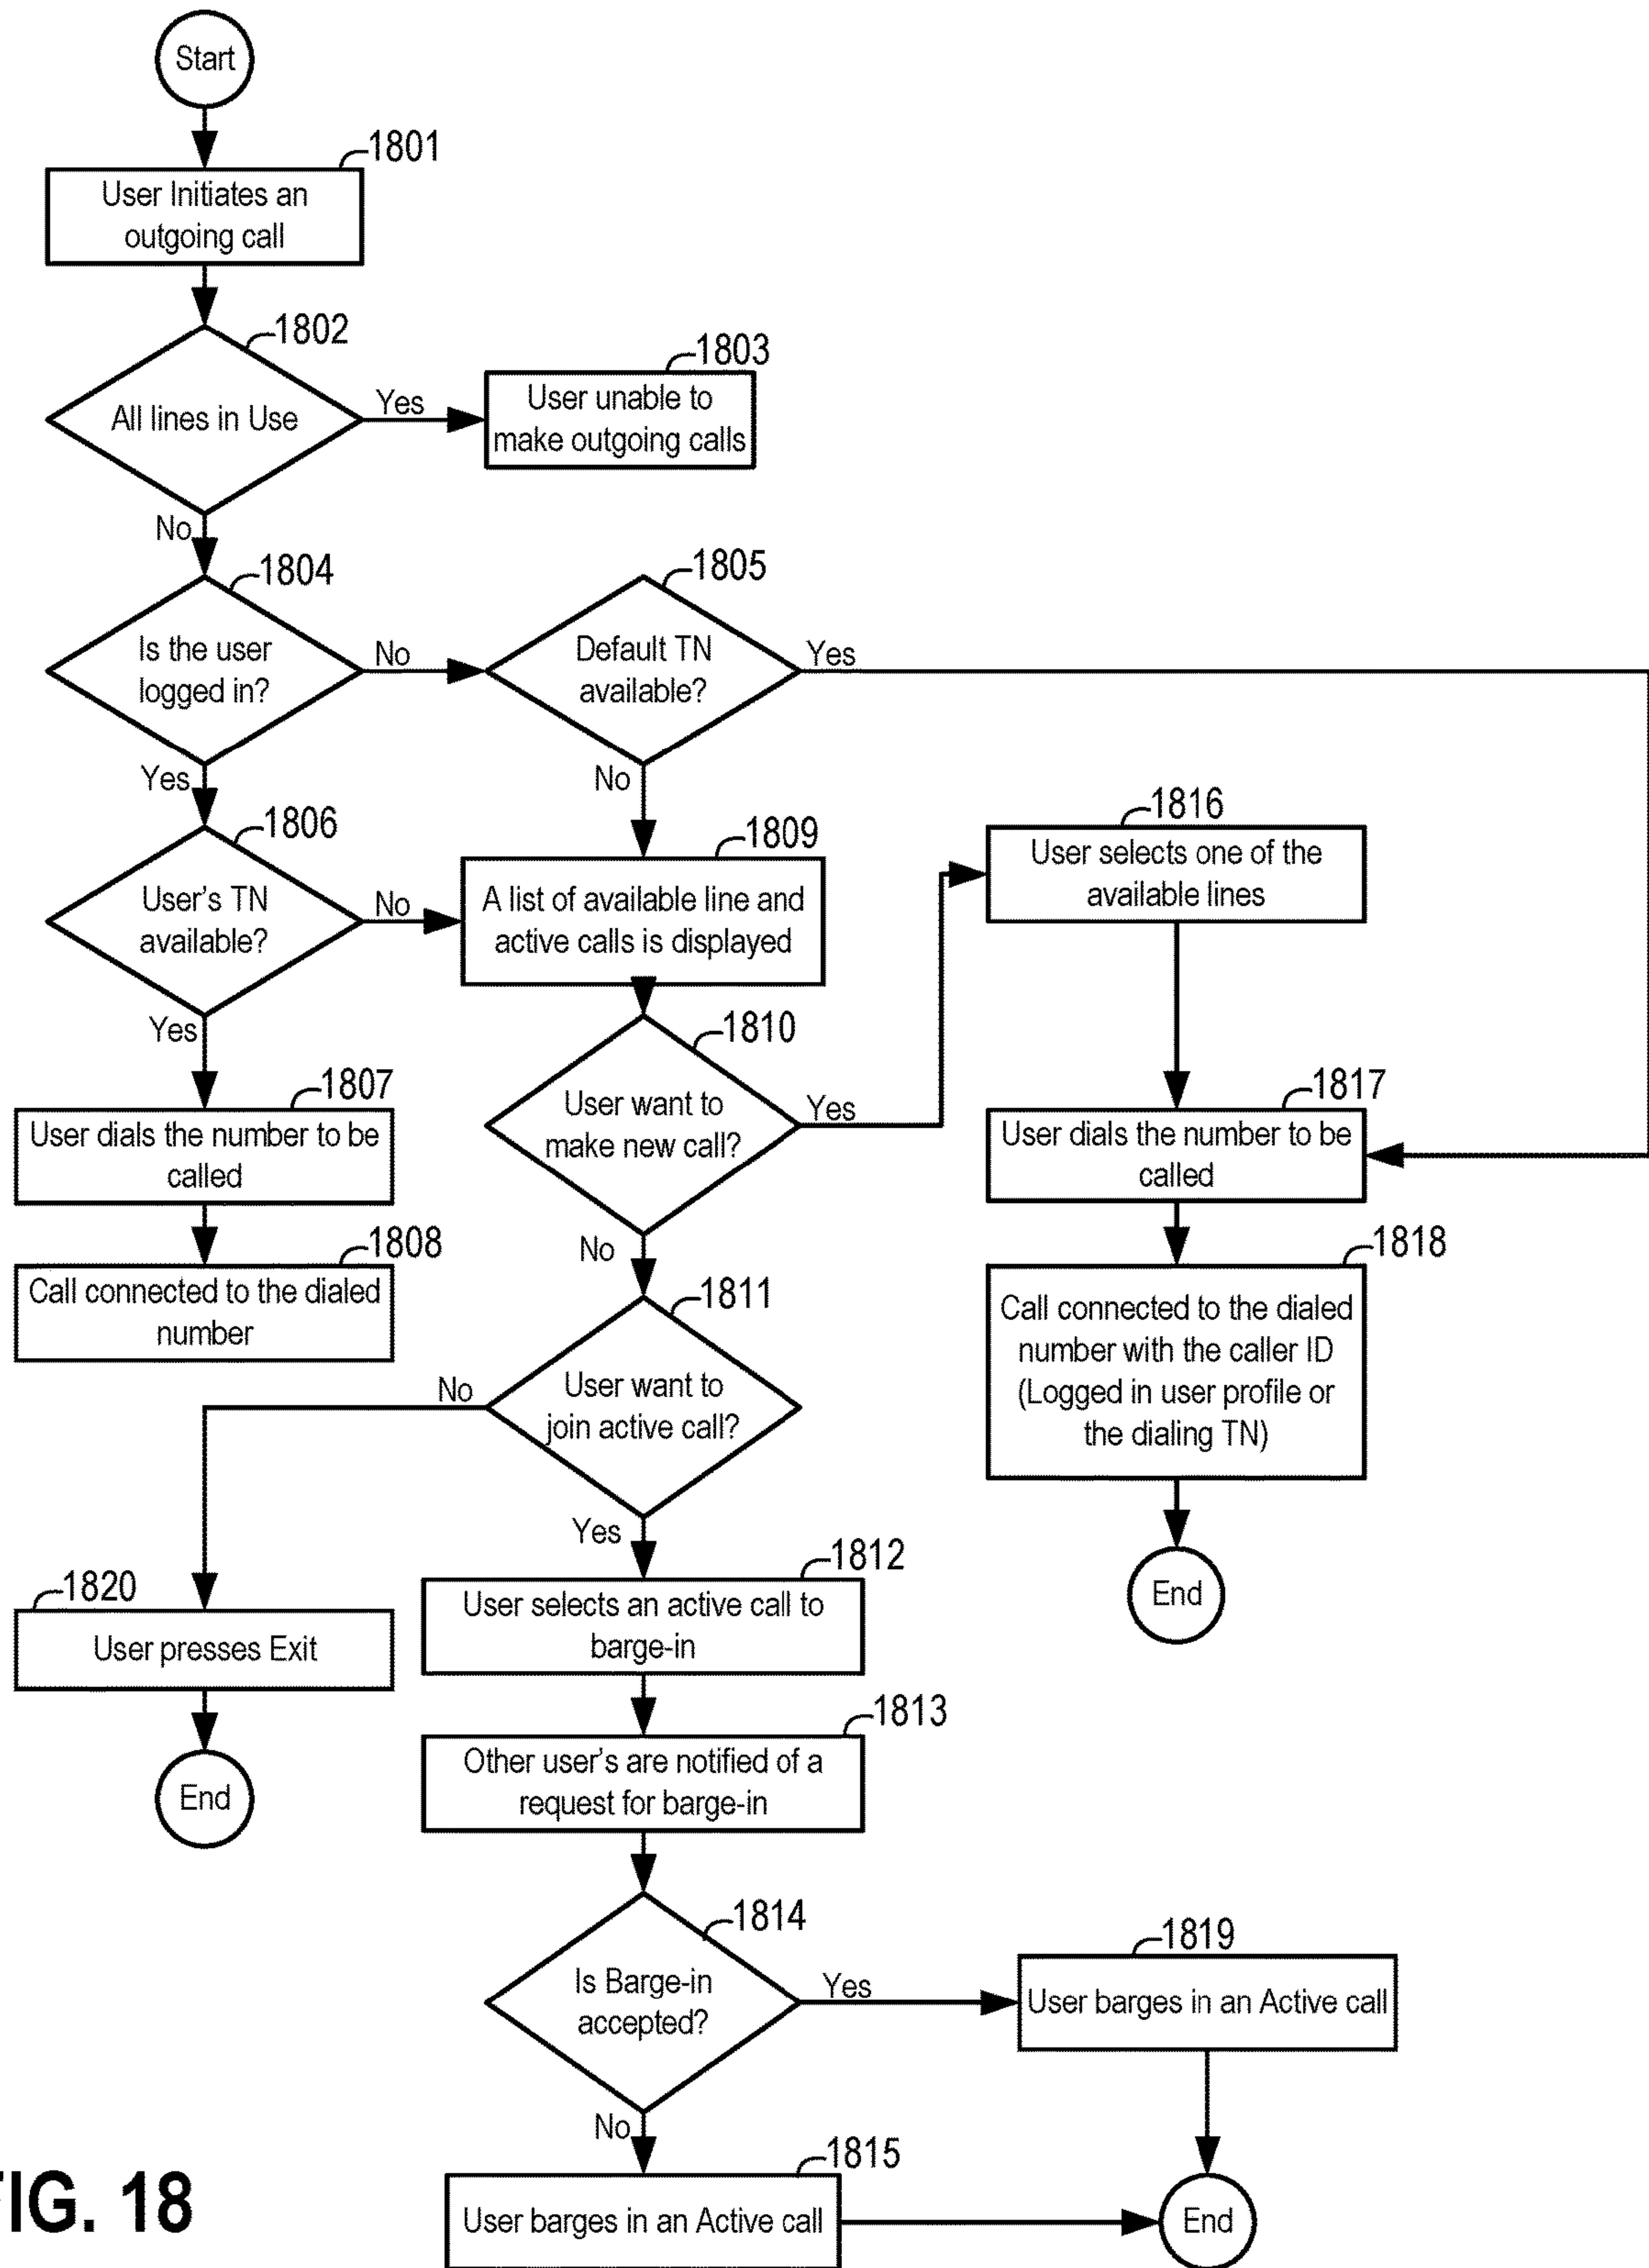 Start
1801
User Initiates an
outgoing call
1802
All lines in Use
Yes
1803
User unable to
make outgoing calls
No
1804
Is the user
logged in?
No
1805
Default TN
available?
Yes
Yes
No
1806
User's TN
available?
No
1809
A list of available line and
active calls is displayed
1816
User selects one of the
available lines
Yes
1810
User want to
make new call?
Yes
1807
User dials the number to be
called
1817
User dials the number to be
called
1808
Call connected to the dialed
number
No
1811
User want to
join active call?
No
1818
Call connected to the dialed
number with the caller ID
(Logged in user profile or
the dialing TN)
End
Yes
1812
User selects an active call to
barge-in
1820
User presses Exit
End
1813
Other user's are notified of a
request for barge-in
1814
Is Barge-in
accepted?
Yes
1819
User barges in an Active call
No
1815
User barges in an Active call
End
FIG. 18